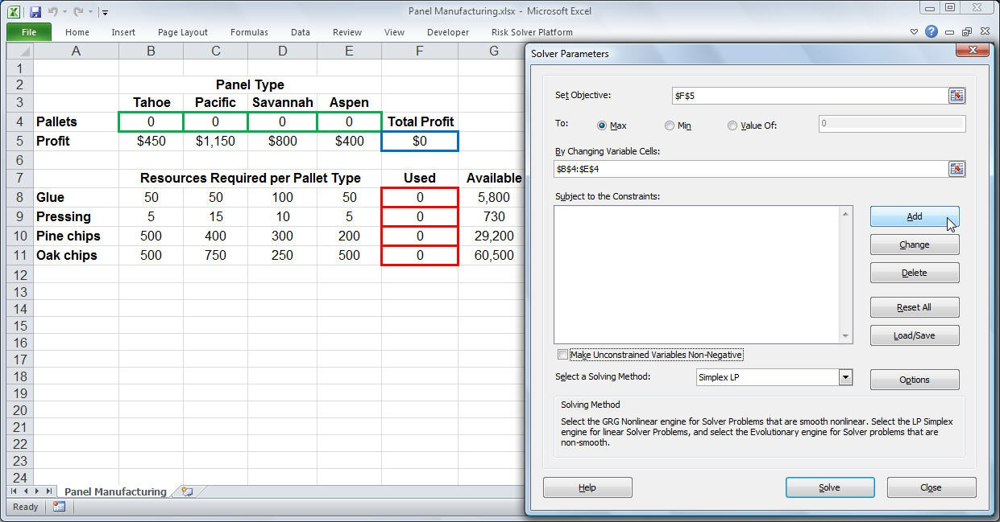 Panel Manufacturing.xlsx - Microsoft Excel
File Home Insert Page Layout Formulas Data Review View Developer Risk Solver Platform
A B C D E F G
1
2 Panel Type
3 Tahoe Pacific Savannah Aspen
4 Pallets 0 0 0 0 Total Profit
5 Profit $450 $1,150 $800 $400 $0
6
7 Resources Required per Pallet Type Used Available
8 Glue 50 50 100 50 0 5,800
9 Pressing 5 15 10 5 0 730
10 Pine chips 500 400 300 200 0 29,200
11 Oak chips 500 750 250 500 0 60,500
12
13
14
15
16
17
18
19
20
21
22
23
24
Panel Manufacturing
Ready
Solver Parameters
Set Objective: $F$5
To: Max Min Value Of: 0
By Changing Variable Cells:
$B$4:$E$4
Subject to the Constraints:
Add
Change
Delete
Reset All
Load/Save
Make Unconstrained Variables Non-Negative
Select a Solving Method: Simplex LP Options
Solving Method
Select the GRG Nonlinear engine for Solver Problems that are smooth nonlinear. Select the LP Simplex
engine for linear Solver Problems, and select the Evolutionary engine for Solver problems that are
non-smooth.
Help Solve Close